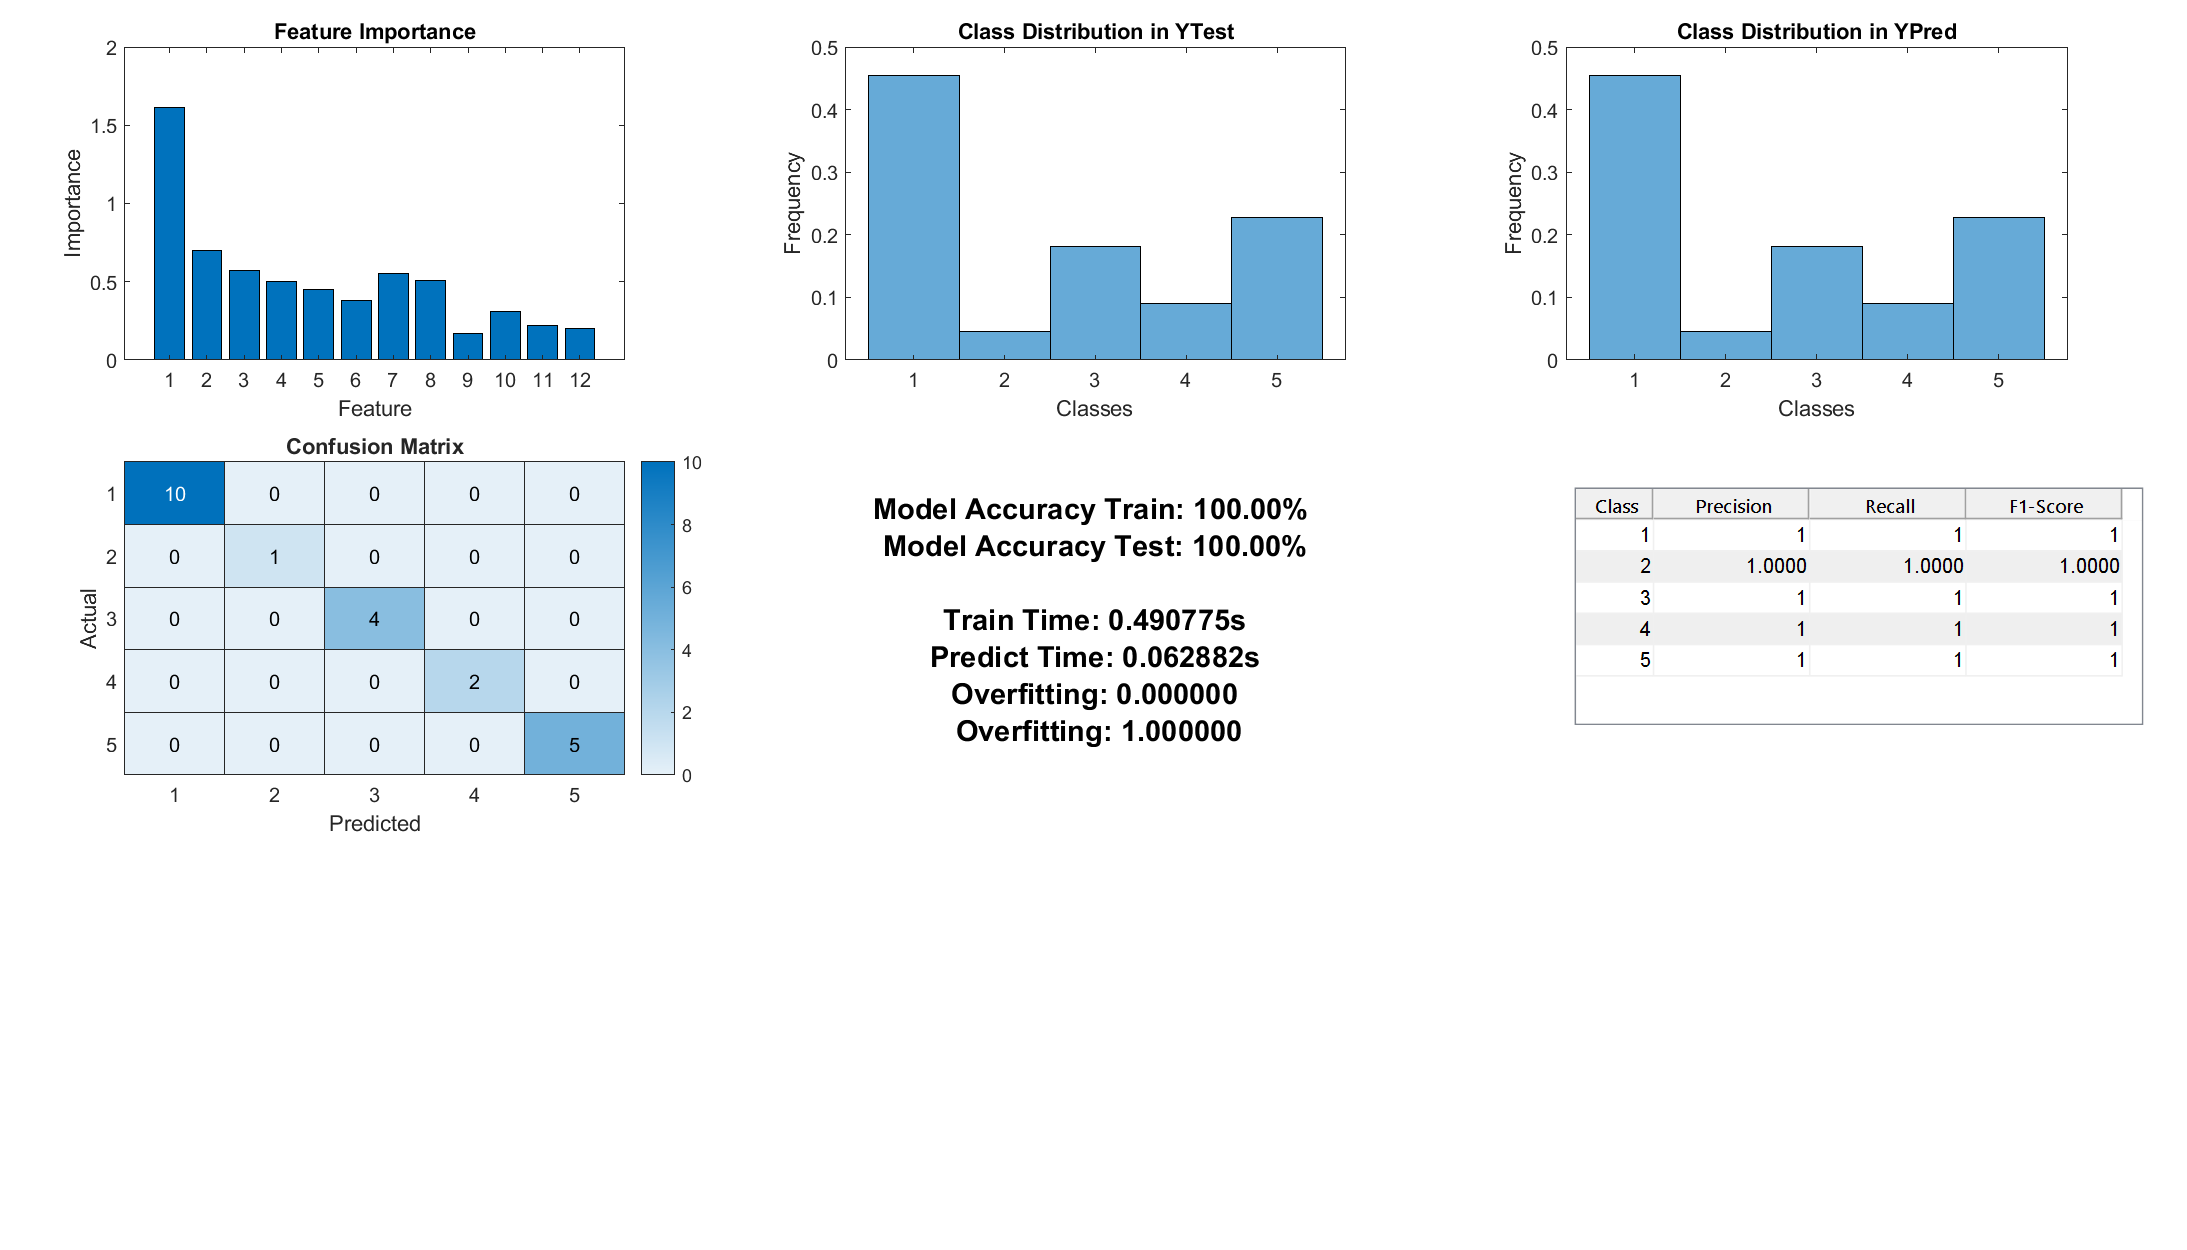 Feature Importance
2
1.5
1
0.5
0
Importance
1 2 3 4 5 6 7 8 9 10 11 12
Feature
Class Distribution in YTest
0.5
0.4
0.3
0.2
0.1
0
Frequency
1 2 3 4 5
Classes
Class Distribution in YPred
0.5
0.4
0.3
0.2
0.1
0
Frequency
1 2 3 4 5
Classes
Confusion Matrix
Actual
1 10 0 0 0 0
2 0 1 0 0 0
3 0 0 4 0 0
4 0 0 0 2 0
5 0 0 0 0 5
1 2 3 4 5
Predicted
10
8
6
4
2
0
Model Accuracy Train: 100.00%
Model Accuracy Test: 100.00%
Train Time: 0.490775s
Predict Time: 0.062882s
Overfitting: 0.000000
Overfitting: 1.000000
Class Precision Recall F1-Score
1 1 1 1
2 1.0000 1.0000 1.0000
3 1 1 1
4 1 1 1
5 1 1 1